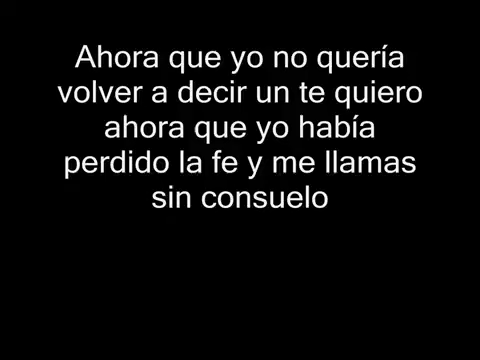 Ahora que yo no quería
volver a decir un te quiero
ahora que yo había
perdido la fe y me llamas
sin consuelo